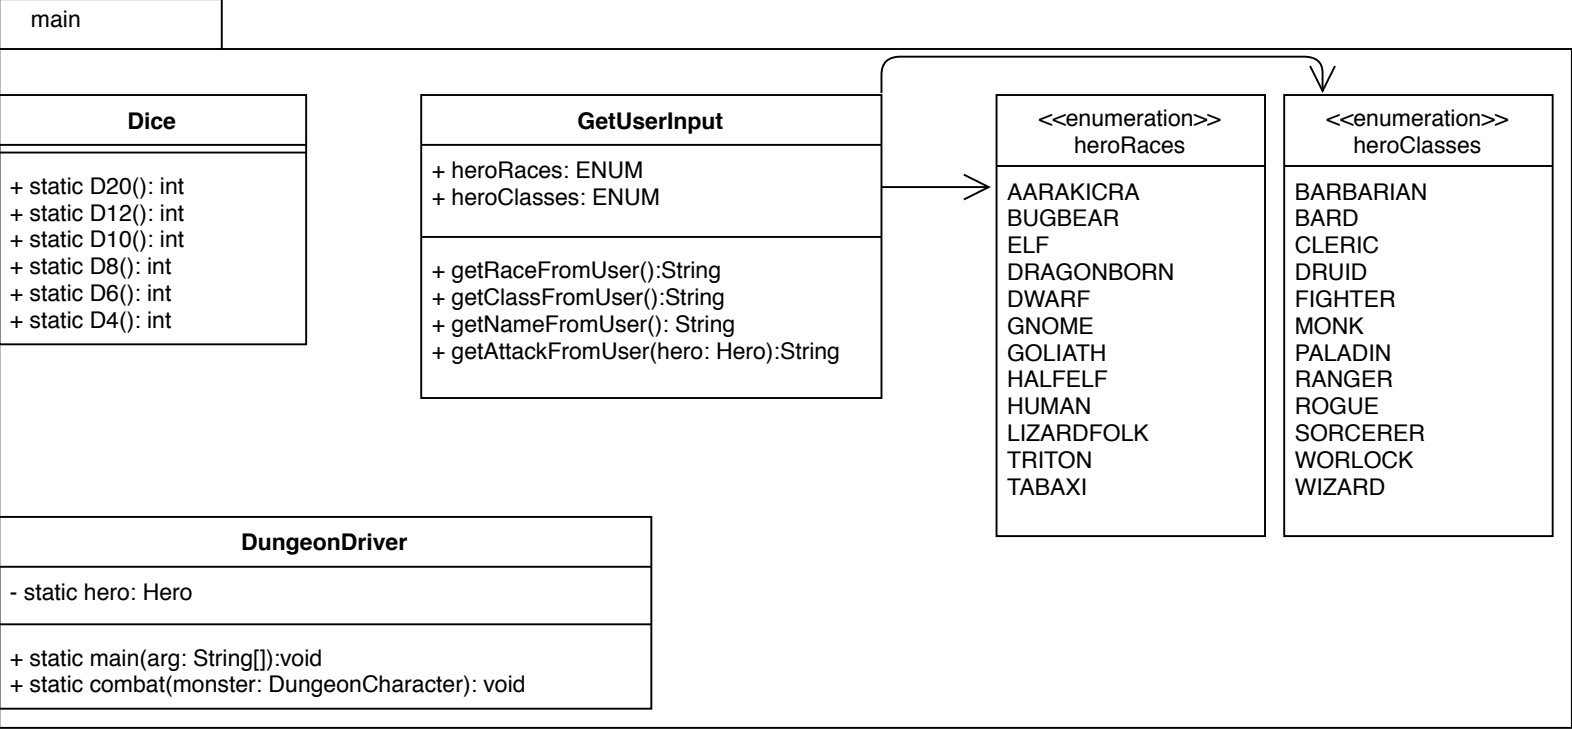 main
Dice
+ static D20(): int
+ static D12(): int
+ static D10(): int
+ static D8(): int
+ static D6(): int
+ static D4(): int
GetUserInput
+ heroRaces: ENUM
+ heroClasses: ENUM
+ getRaceFromUser():String
+ getClassFromUser():String
+ getNameFromUser(): String
+ getAttackFromUser(hero: Hero):String
<<enumeration>>
heroRaces
AARAKICRA
BUGBEAR
ELF
DRAGONBORN
DWARF
GNOME
GOLIATH
HALFELF
HUMAN
LIZARDFOLK
TRITON
TABAXI
<<enumeration>>
heroClasses
BARBARIAN
BARD
CLERIC
DRUID
FIGHTER
MONK
PALADIN
RANGER
ROGUE
SORCERER
WORLOCK
WIZARD
DungeonDriver
- static hero: Hero
+ static main(arg: String[]):void
+ static combat(monster: DungeonCharacter): void